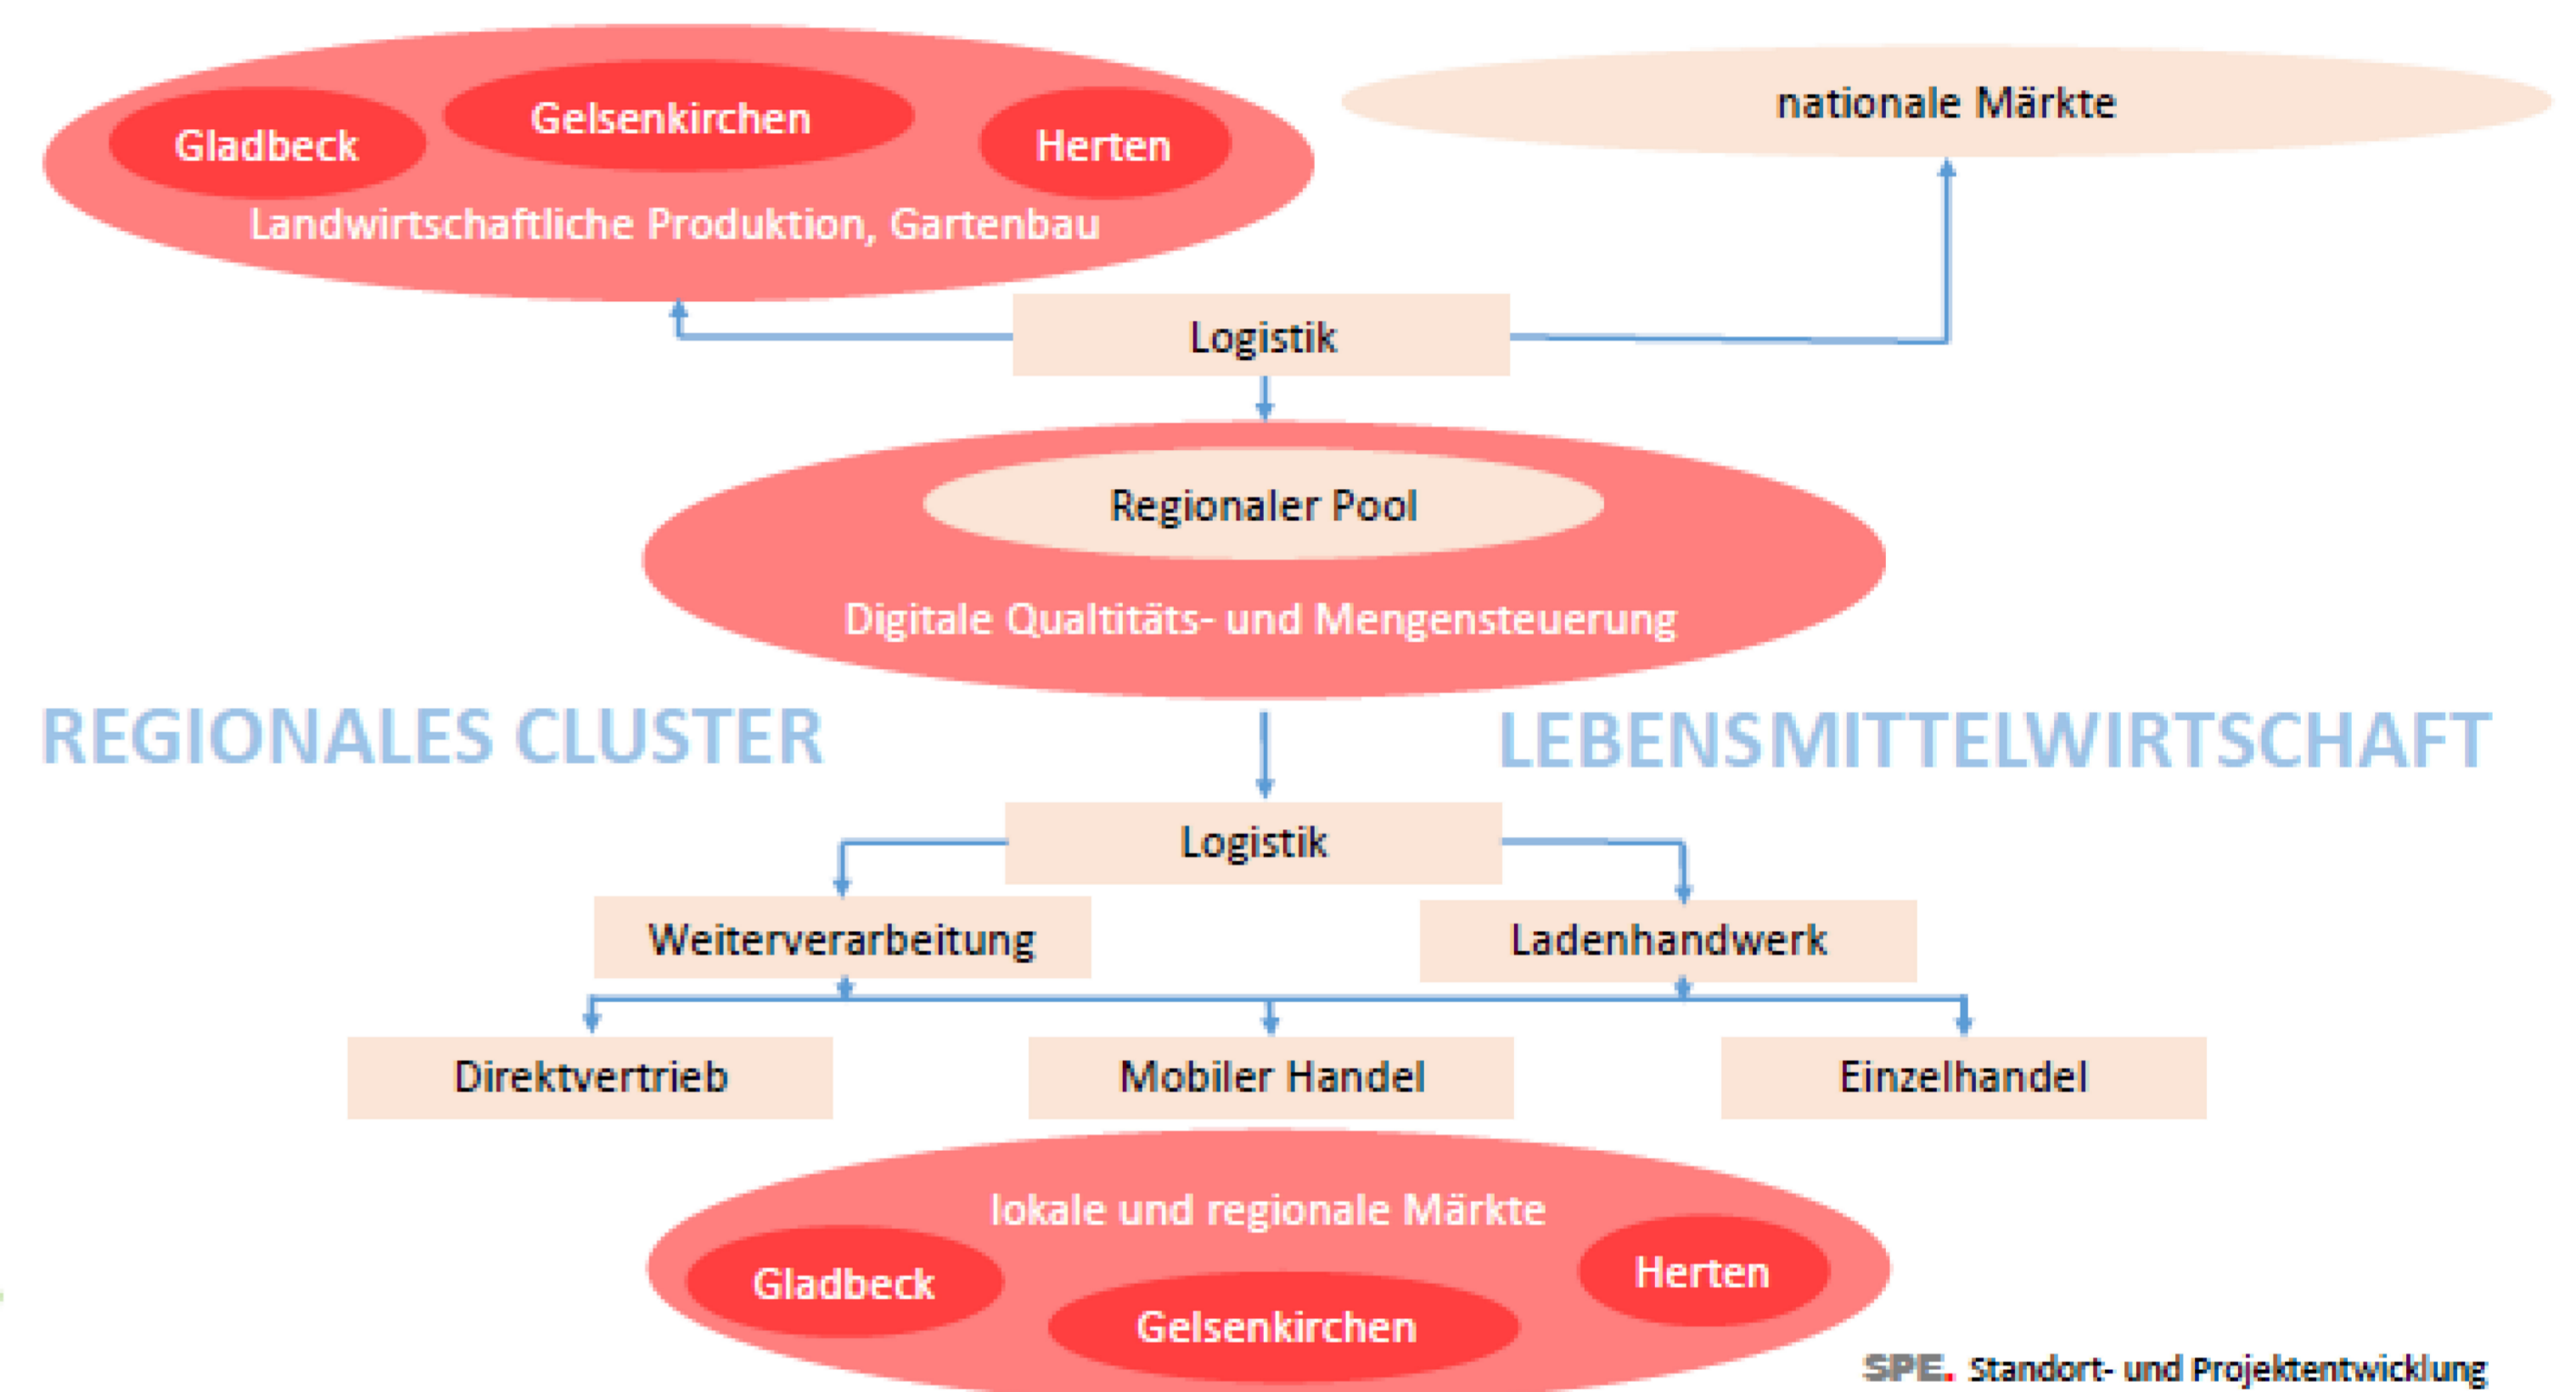 Gladbeck
Gelsenkirchen
Herten
nationale Märkte
Landwirtschaftliche Produktion, Gartenbau
Logistik
Regionaler Pool
Digitale Qualtitäts- und Mengensteuerung
REGIONALES CLUSTER
LEBENSMITTELWIRTSCHAFT
Logistik
Weiterverarbeitung
Ladenhandwerk
Direktvertrieb
Mobiler Handel
Einzelhandel
lokale und regionale Märkte
Gladbeck
Gelsenkirchen
Herten
SPE. Standort- und Projektentwicklung